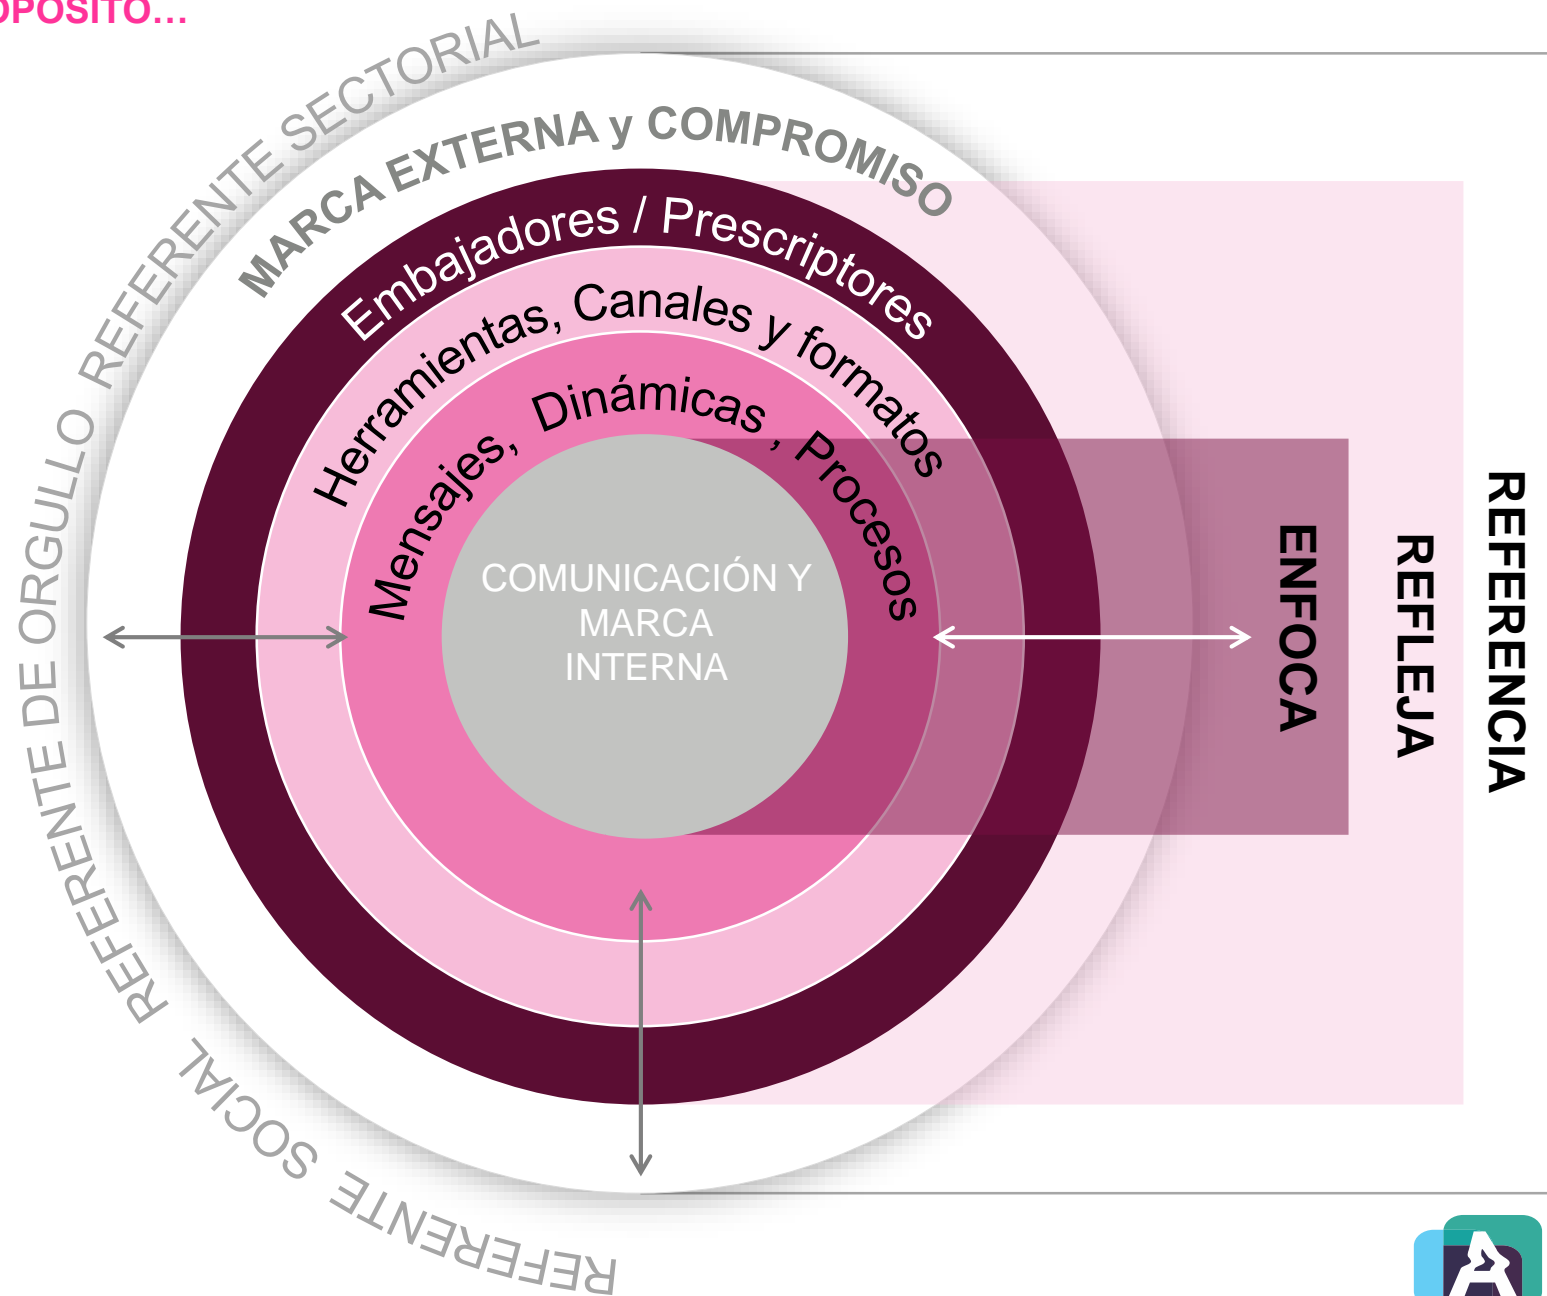 OPÓSITO…
REFERENTE SECTORIAL
MARCA EXTERNA y COMPROMISO
Embajadores / Prescriptores
Herramientas, Canales y formatos
Mensajes, Dinámicas , Procesos
COMUNICACIÓN Y
MARCA
INTERNA
ENFOCA
REFLEJA
REFERENCIA
REFERENTE DE ORGULLO
REFERENTE SOCIAL